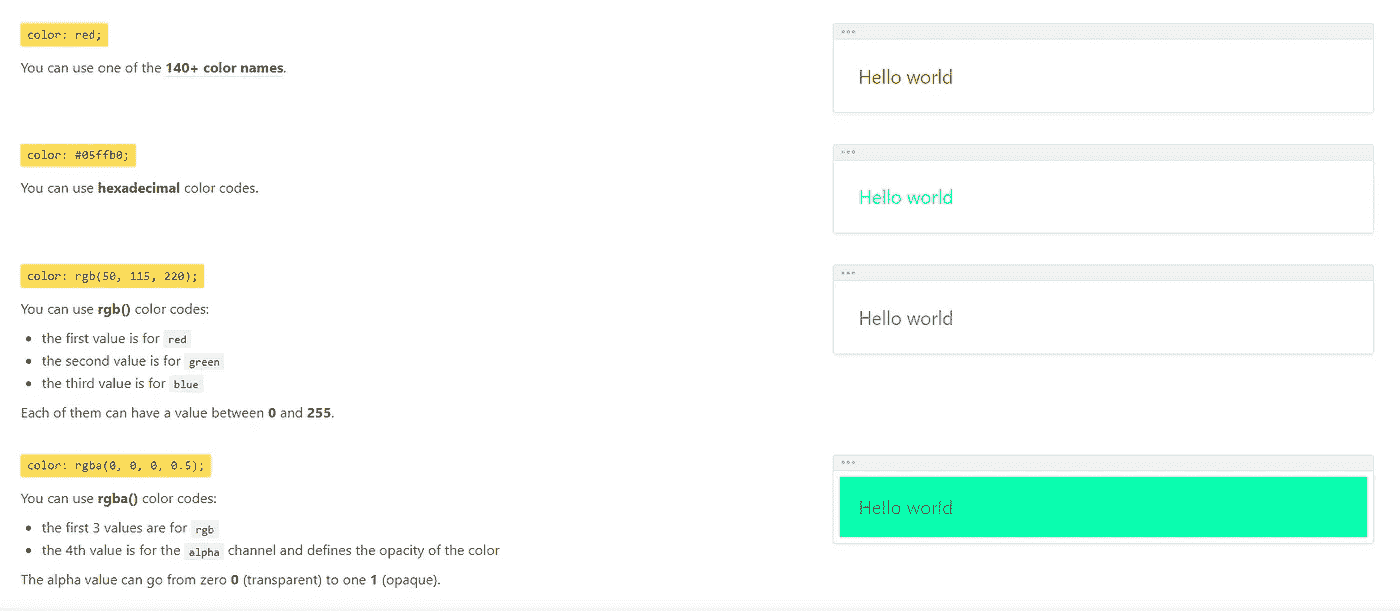 color: red;
You can use one of the 140+ color names.
Hello world
color: #05ffb0;
You can use hexadecimal color codes.
Hello world
color: rgb(50, 115, 220);
You can use rgb() color codes:
the first value is for red
the second value is for green
the third value is for blue
Each of them can have a value between 0 and 255.
Hello world
color: rgba(0, 0, 0, 0.5);
You can use rgba() color codes:
the first 3 values are for rgb
the 4th value is for the alpha channel and defines the opacity of the color
The alpha value can go from zero 0 (transparent) to one 1 (opaque).
Hello world